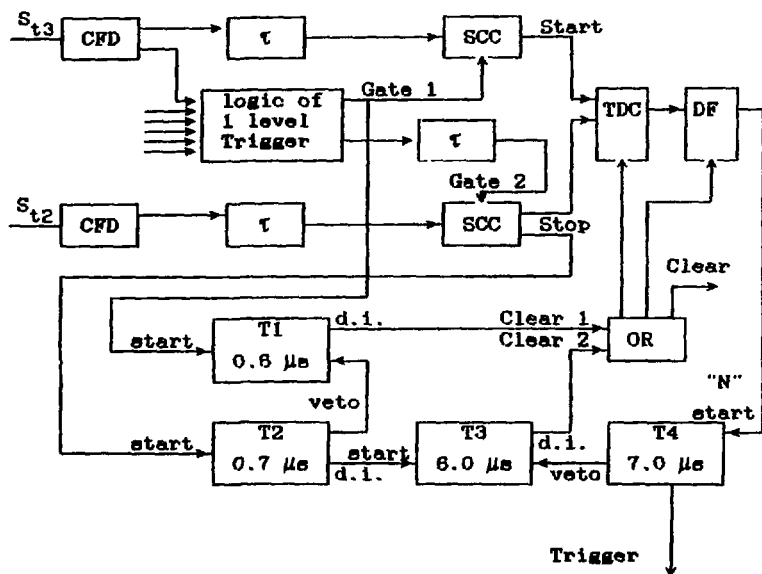 S_t3
CFD
τ
SCC
Start
Gate 1
logic of
1 level
Trigger
τ
TDC
DF
Gate 2
S_t2
CFD
τ
SCC
Stop
Clear
d.i.
Clear 1
Clear 2
OR
start
T1
0.6 μs
"N"
veto
start
start
T2
0.7 μs
start
d.i.
T3
6.0 μs
d.i.
veto
T4
7.0 μs
Trigger